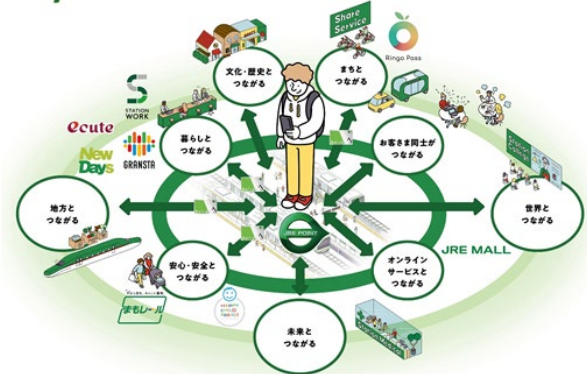 Share
Service
Ringo Pass
文化・歴史と
つながる
まちと
つながる
STATION
WORK
ecute
GRANSTA
New
Days
暮らしと
つながる
お客さま同士が
つながる
地方と
つながる
世界と
つながる
JRE POINT
JRE MALL
安心・安全と
つながる
オンライン
サービスと
つながる
まもレール
未来と
つながる